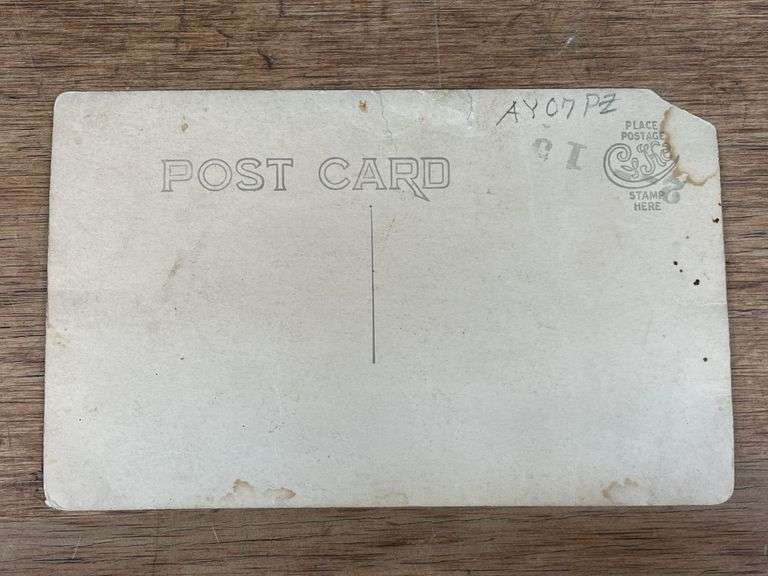 AY07PZ
PLACE
POSTAGE
STAMP
HERE
POST CARD